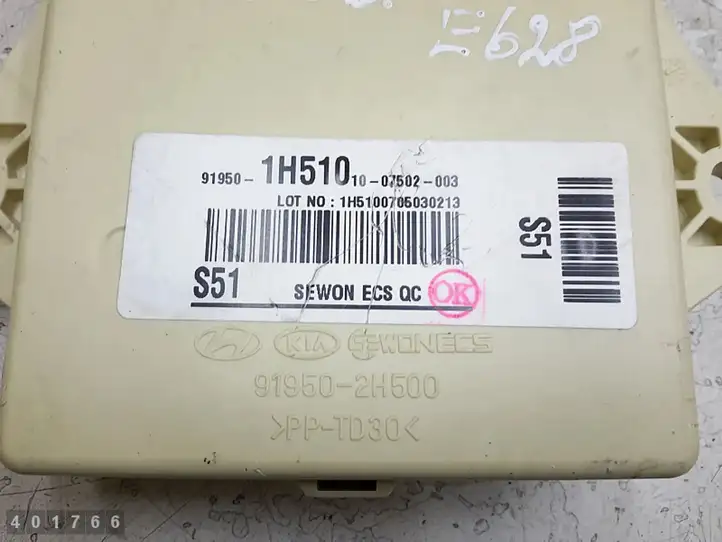 E628
91950- 1H510 10-07502-003
LOT NO : 1H5100705030213
S51
S51 SEWON ECS QC OK
KIA SEWONECS
91950-2H500
>PP-TD30<
401766